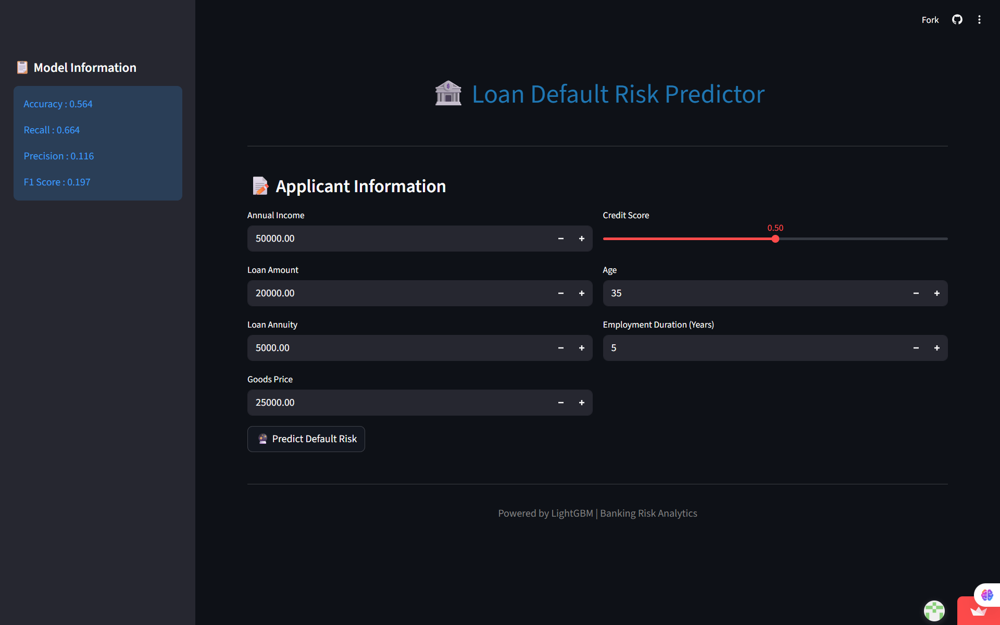 Fork
Model Information
Accuracy : 0.564
Recall : 0.664
Precision : 0.116
F1 Score : 0.197
Loan Default Risk Predictor
Applicant Information
Annual Income
50000.00
Credit Score
0.50
Loan Amount
20000.00
Age
35
Loan Annuity
5000.00
Employment Duration (Years)
5
Goods Price
25000.00
Predict Default Risk
Powered by LightGBM | Banking Risk Analytics